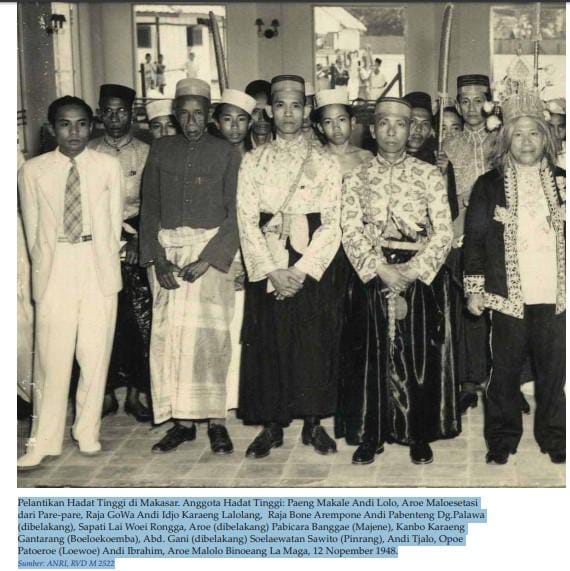 Pelantikan Hadat Tinggi di Makasar. Anggota Hadat Tinggi: Paeng Makale Andi Lolo, Aroe Maloesetasi
dari Pare-pare, Raja GoWa Andi Idjo Karaeng Lalolang, Raja Bone Arempone Andi Pabenteng Dg.Palawa
(dibelakang), Sapati Lai Woei Rongga, Aroe (dibelakang) Pabicara Banggae (Majene), Kanbo Karaeng
Gantarang (Boeloekoemba), Abd. Gani (dibelakang) Soelaewatan Sawito (Pinrang), Andi Tjalo, Opoe
Patoeroe (Loewoe) Andi Ibrahim, Aroe Malolo Binoeang La Maga, 12 Nopember 1948.
Sumber: ANRI, RVD M 2522